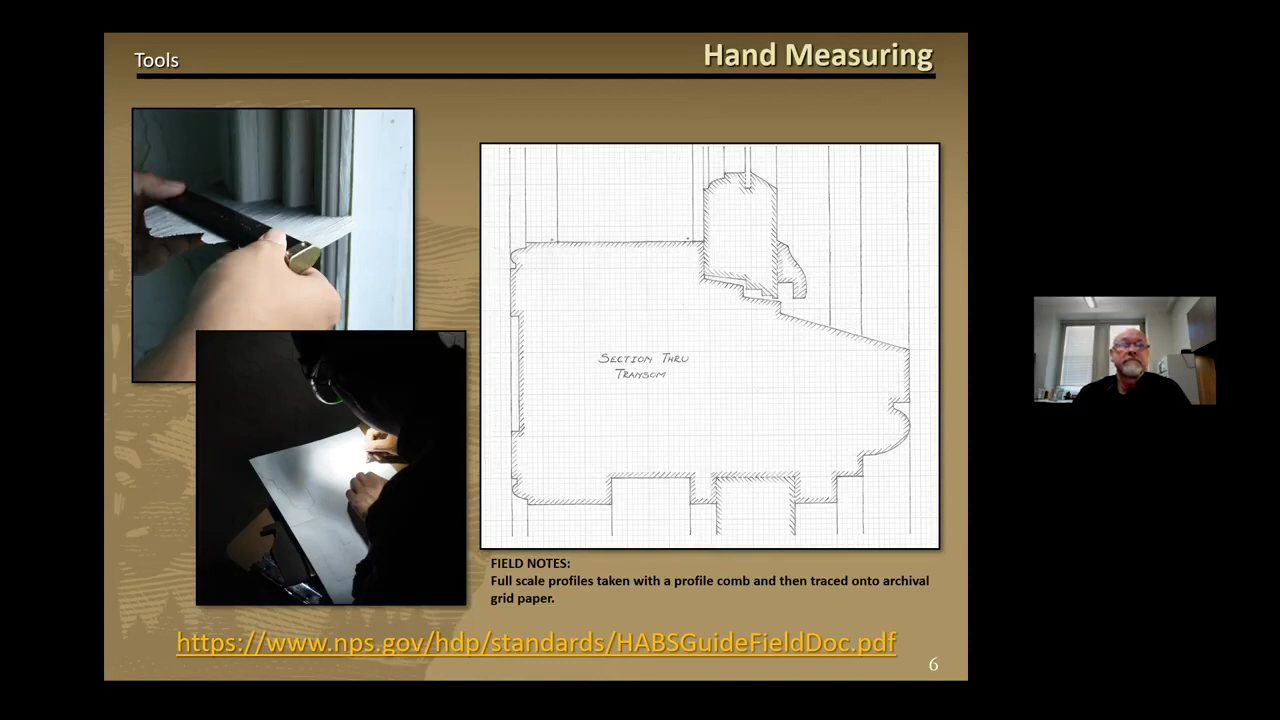 Tools
Hand Measuring
SECTION THRU
TRANSOM
FIELD NOTES:
Full scale profiles taken with a profile comb and then traced onto archival
grid paper.
https://www.nps.gov/hdp/standards/HABSGuideFieldDoc.pdf
6